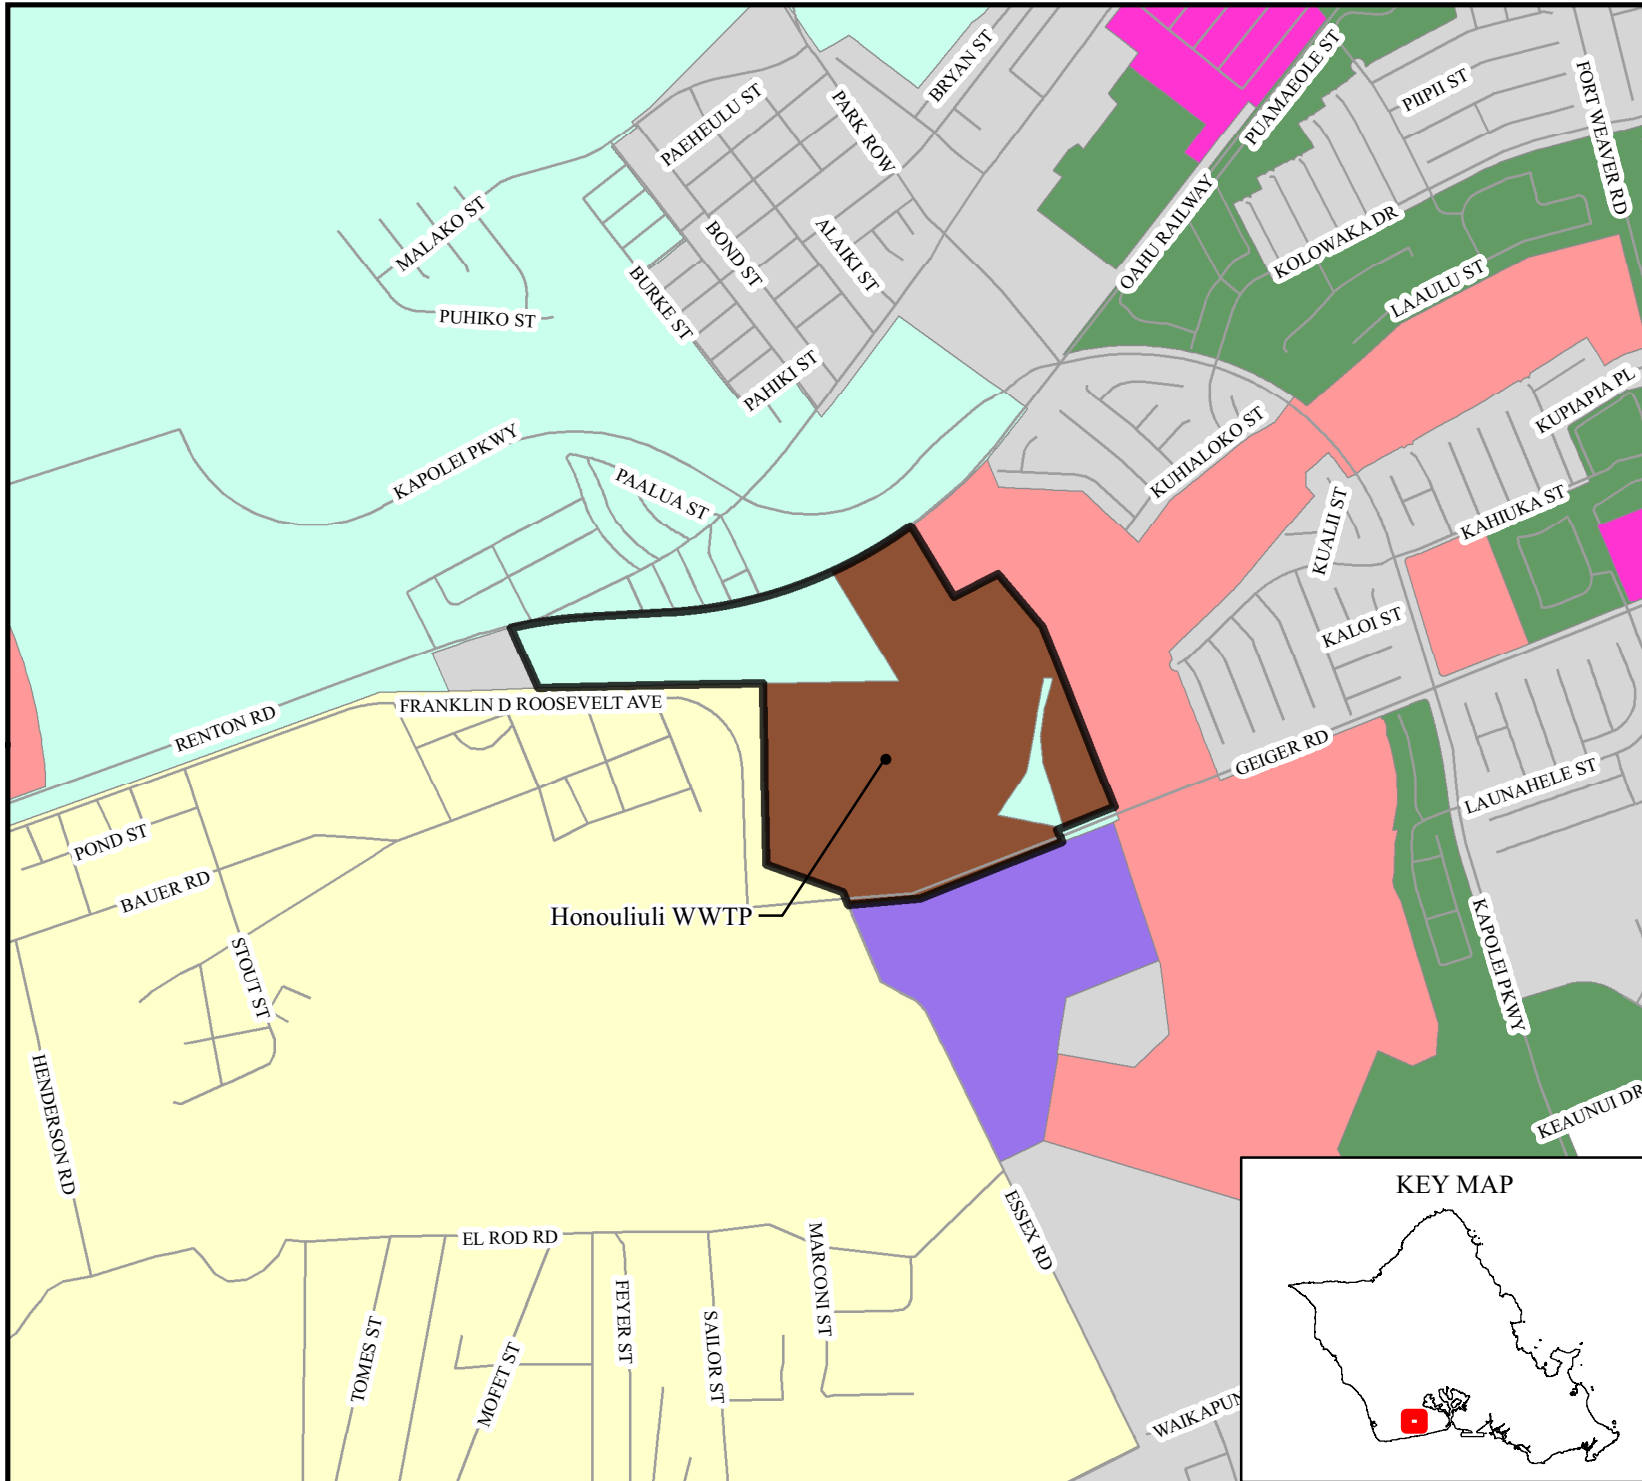 BRYAN ST
PUAMAEOLE ST
PIIPII ST
FORT WEAVER RD
PAEHEULU ST
PARK ROW
MALAKO ST
BOND ST
ALAIKI ST
OAHU RAILWAY
KOLOWAKA DR
LAAULU ST
PUHIKO ST
BURKE ST
PAHIKI ST
KUPIAPIA PL
KAPOLEI PKWY
PAALUA ST
KUHIALOKO ST
KUALII ST
KAHIUKA ST
KALOI ST
RENTON RD
FRANKLIN D ROOSEVELT AVE
GEIGER RD
LAUNAHELE ST
POND ST
BAUER RD
Honouliuli WWTP
STOUT ST
KAPOLEI PKWY
HENDERSON RD
KEAUNUI DR
ESSEX RD
EL ROD RD
MARCONI ST
FEYER ST
SAILOR ST
TOMES ST
MOFET ST
WAIKAPUN
KEY MAP